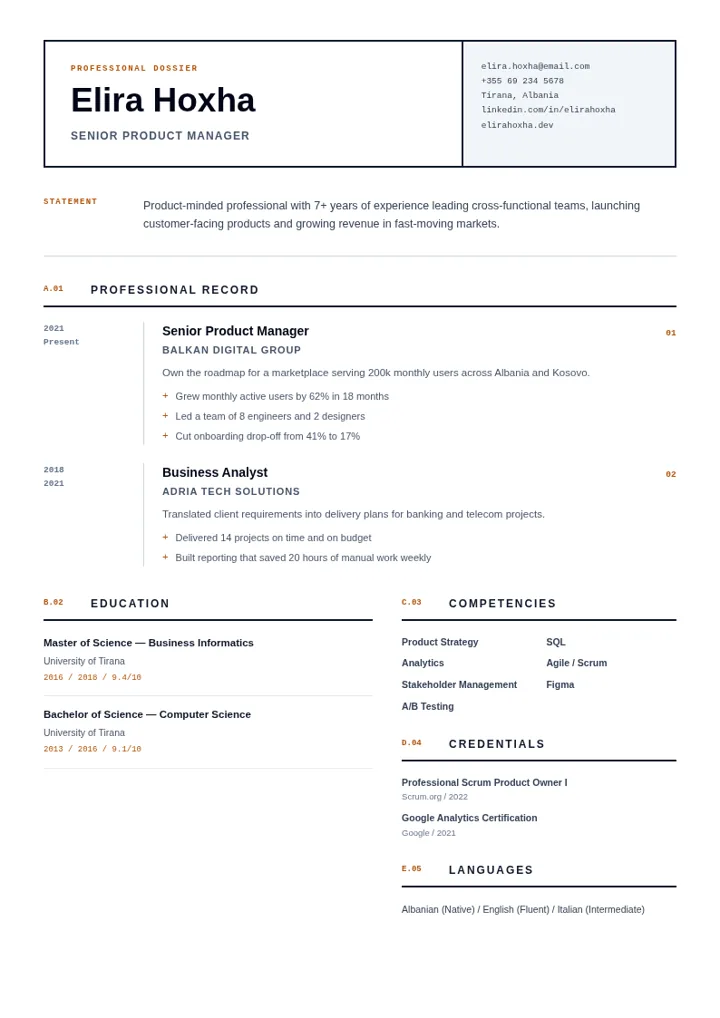 PROFESSIONAL DOSSIER
Elira Hoxha
SENIOR PRODUCT MANAGER
elira.hoxha@email.com
+355 69 234 5678
Tirana, Albania
linkedin.com/in/elirahoxha
elirahoxha.dev
STATEMENT
Product-minded professional with 7+ years of experience leading cross-functional teams, launching
customer-facing products and growing revenue in fast-moving markets.
A.01 PROFESSIONAL RECORD
2021
Present
Senior Product Manager 01
BALKAN DIGITAL GROUP
Own the roadmap for a marketplace serving 200k monthly users across Albania and Kosovo.
+ Grew monthly active users by 62% in 18 months
+ Led a team of 8 engineers and 2 designers
+ Cut onboarding drop-off from 41% to 17%
2018
2021
Business Analyst 02
ADRIA TECH SOLUTIONS
Translated client requirements into delivery plans for banking and telecom projects.
+ Delivered 14 projects on time and on budget
+ Built reporting that saved 20 hours of manual work weekly
B.02 EDUCATION
Master of Science — Business Informatics
University of Tirana
2016 / 2018 / 9.4/10
Bachelor of Science — Computer Science
University of Tirana
2013 / 2016 / 9.1/10
C.03 COMPETENCIES
Product Strategy SQL
Analytics Agile / Scrum
Stakeholder Management Figma
A/B Testing
D.04 CREDENTIALS
Professional Scrum Product Owner I
Scrum.org / 2022
Google Analytics Certification
Google / 2021
E.05 LANGUAGES
Albanian (Native) / English (Fluent) / Italian (Intermediate)